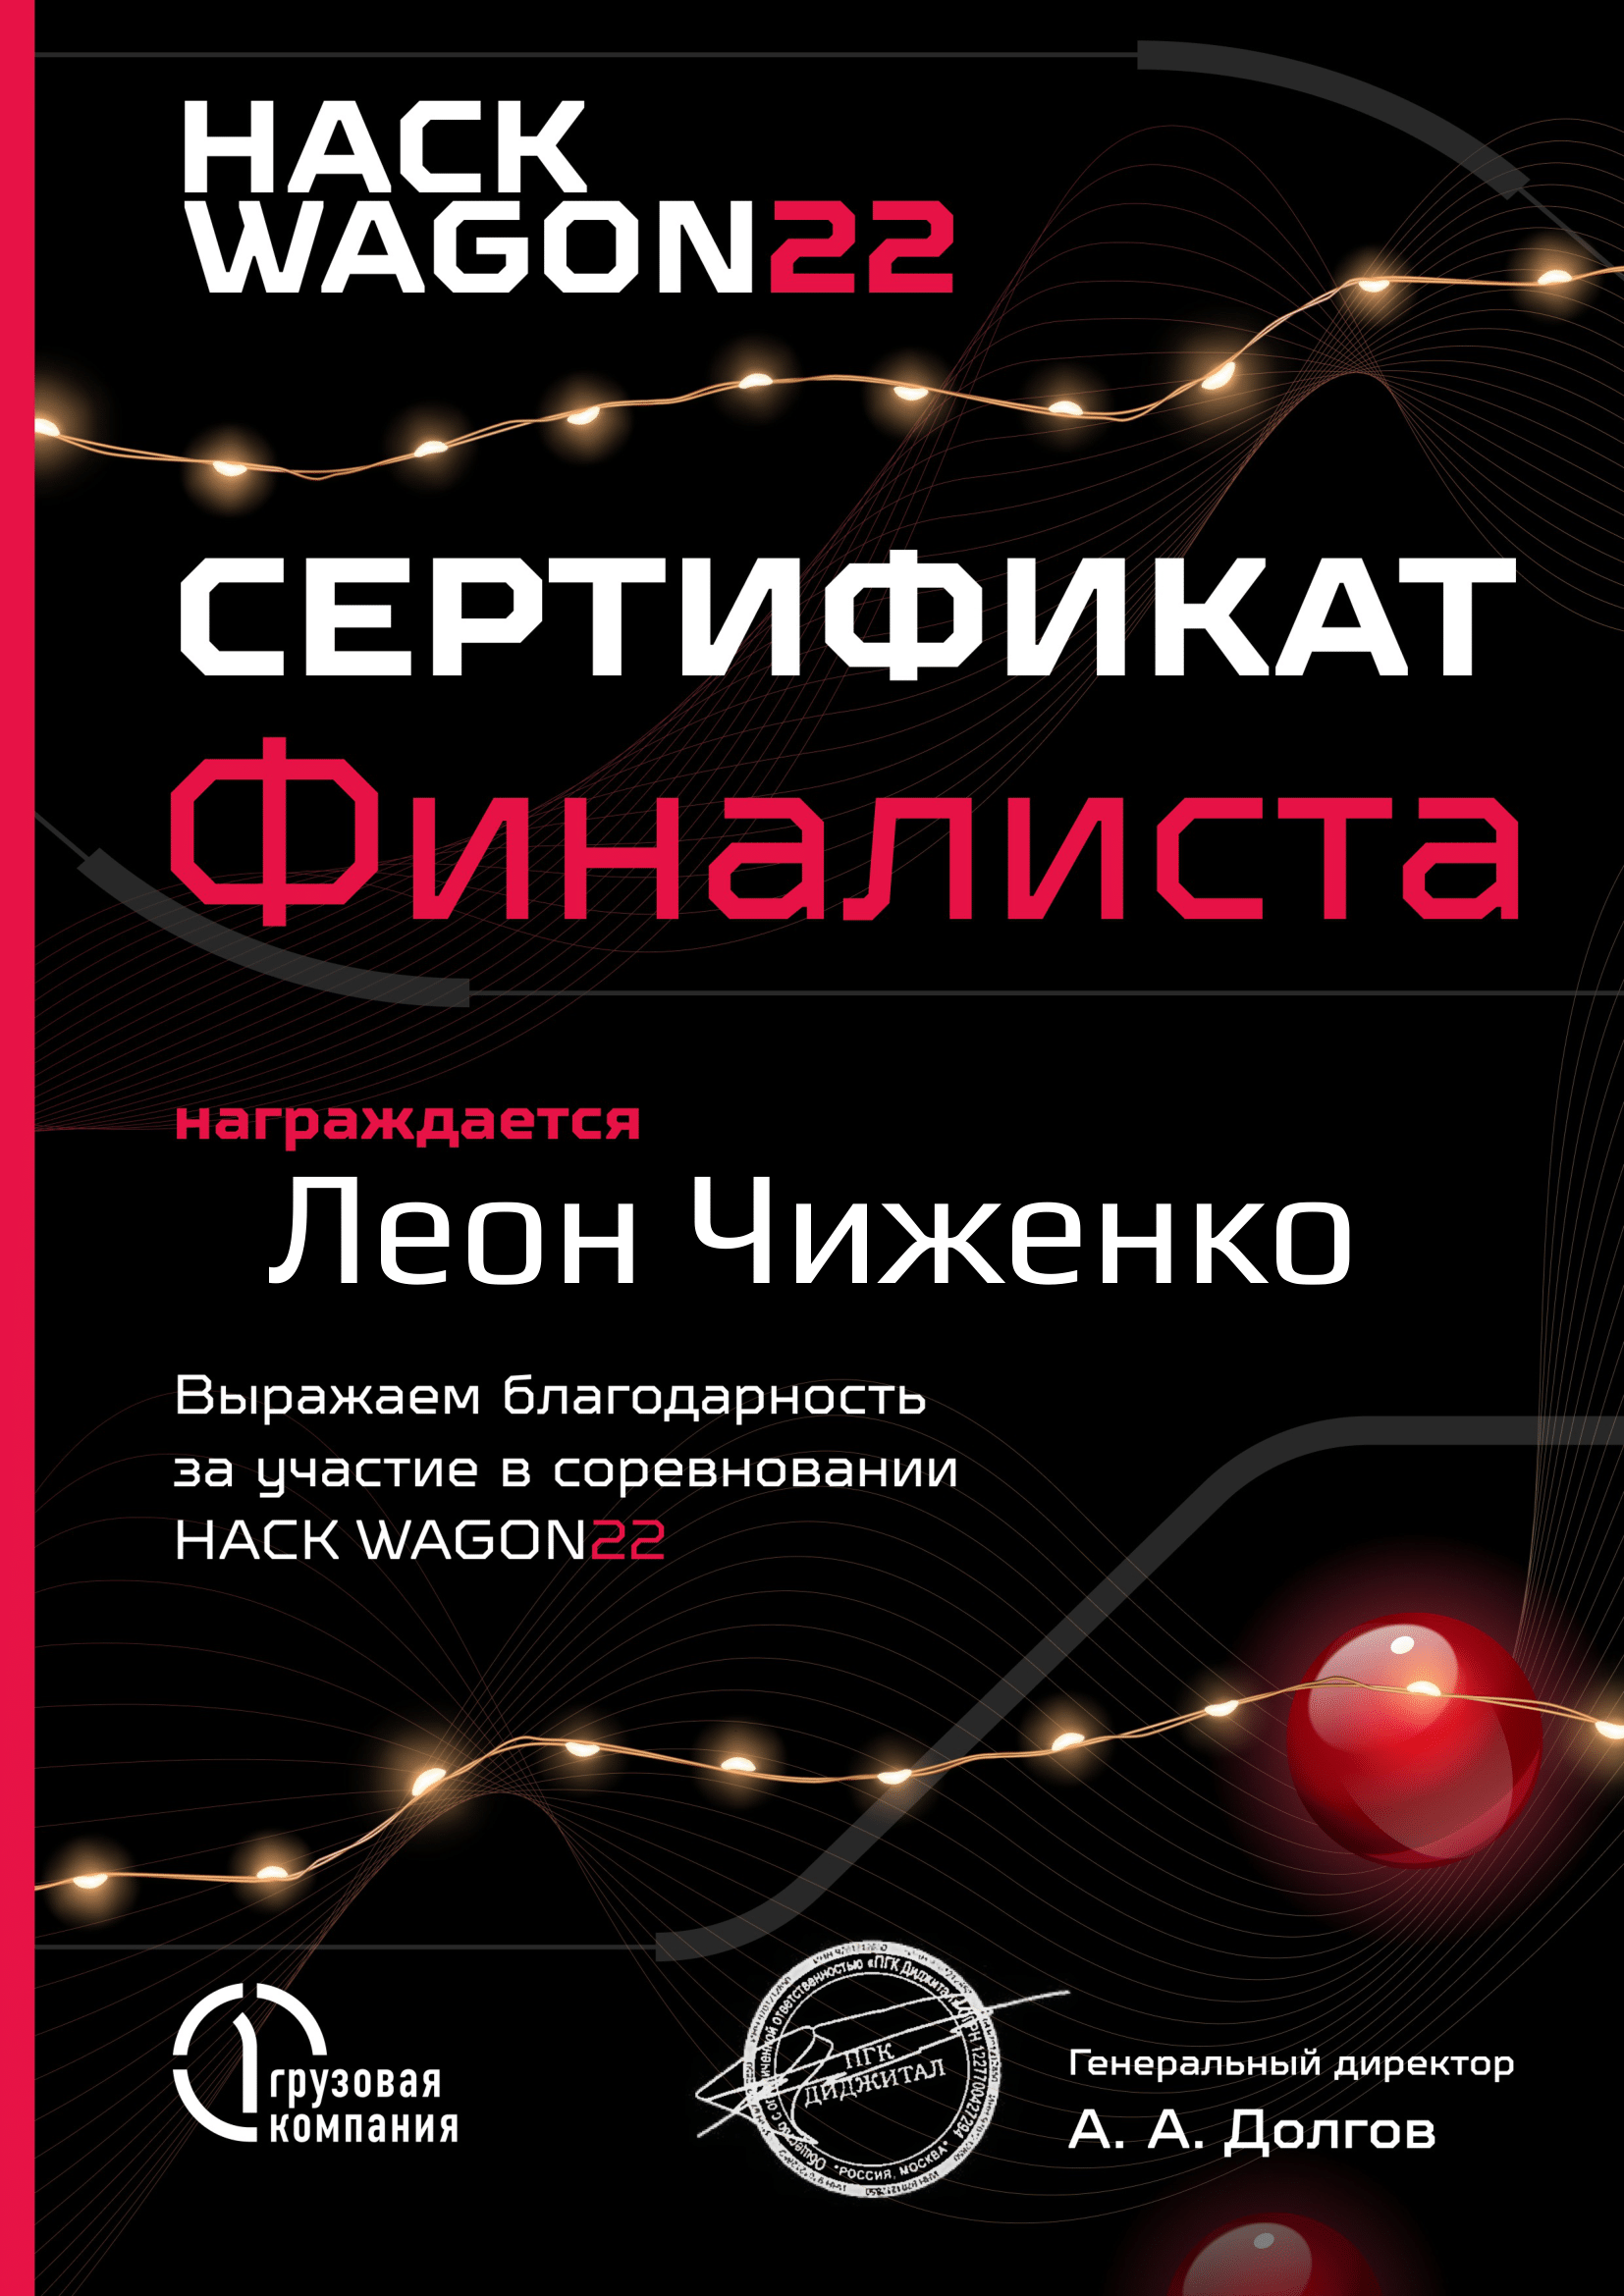 HACK
WAGON22
СЕРТИФИКАТ
Финалиста
награждается
Леон Чиженко
Выражаем благодарность
за участие в соревновании
HACK WAGON22
грузовая
компания
ПГК
ДИДЖИТАЛ
"РОССИЯ, МОСКВА"
Генеральный директор
А. А. Долгов